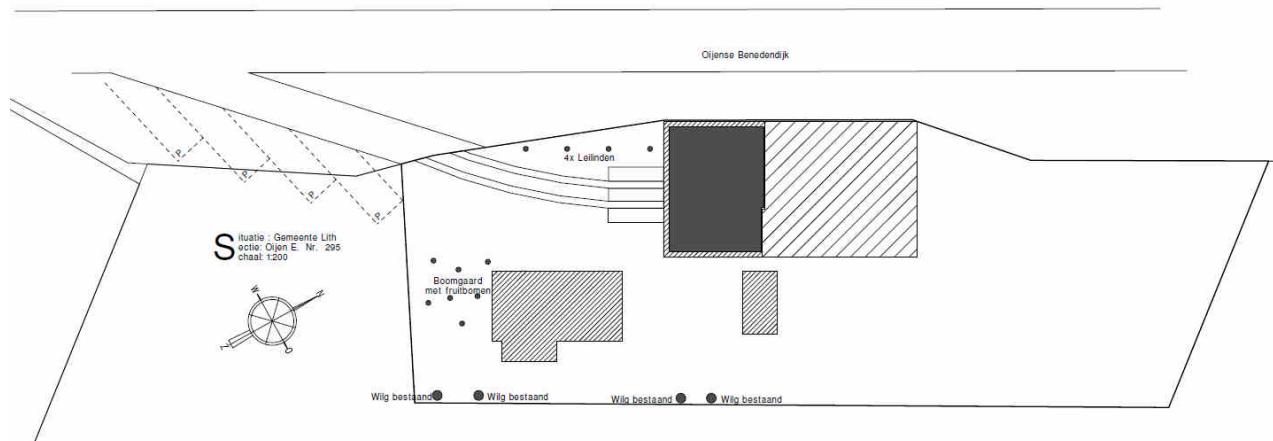 Oijense Benedendijk
4x Leilinden
P
P
P
P
Situatie : Gemeente Lith
Sectie: Oijen E. Nr. 295
Schaal: 1:200
W
N
Z
O
Boomgaard
met fruitbomen
Wilg bestaand
Wilg bestaand
Wilg bestaand
Wilg bestaand